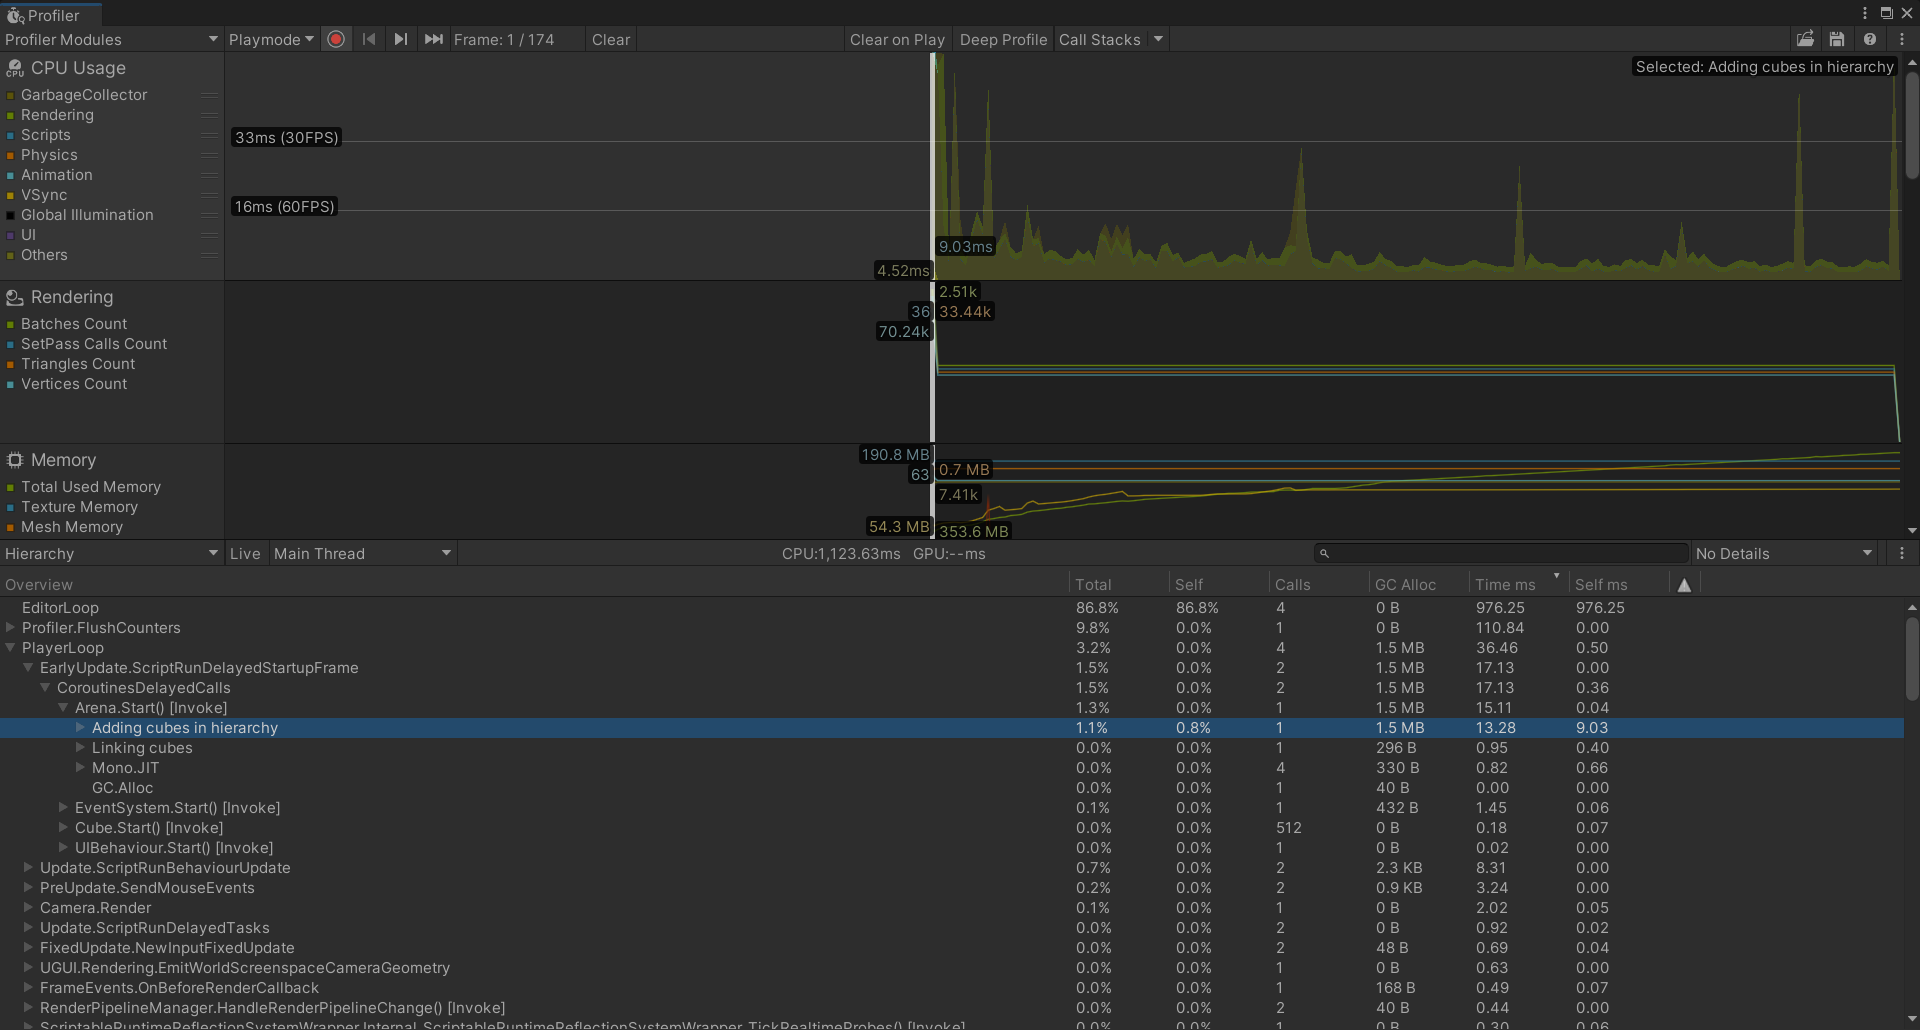 Profiler
Profiler Modules Playmode Frame: 1 / 174 Clear Clear on Play Deep Profile Call Stacks
CPU Usage
GarbageCollector
Rendering
Scripts
Physics
Animation
VSync
Global Illumination
UI
Others
Selected: Adding cubes in hierarchy
33ms (30FPS)
16ms (60FPS)
9.03ms
4.52ms
Rendering
Batches Count
SetPass Calls Count
Triangles Count
Vertices Count
2.51k
36 33.44k
70.24k
Memory
Total Used Memory
Texture Memory
Mesh Memory
190.8 MB
63 0.7 MB
7.41k
54.3 MB 353.6 MB
Hierarchy Live Main Thread CPU:1,123.63ms GPU:--ms No Details
Overview Total Self Calls GC Alloc Time ms Self ms
EditorLoop 86.8% 86.8% 4 0 B 976.25 976.25
Profiler.FlushCounters 9.8% 0.0% 1 0 B 110.84 0.00
PlayerLoop 3.2% 0.0% 4 1.5 MB 36.46 0.50
EarlyUpdate.ScriptRunDelayedStartupFrame 1.5% 0.0% 2 1.5 MB 17.13 0.00
CoroutinesDelayedCalls 1.5% 0.0% 2 1.5 MB 17.13 0.36
Arena.Start() [Invoke] 1.3% 0.0% 1 1.5 MB 15.11 0.04
Adding cubes in hierarchy 1.1% 0.8% 1 1.5 MB 13.28 9.03
Linking cubes 0.0% 0.0% 1 296 B 0.95 0.40
Mono.JIT 0.0% 0.0% 4 330 B 0.82 0.66
GC.Alloc 0.0% 0.0% 1 40 B 0.00 0.00
EventSystem.Start() [Invoke] 0.1% 0.0% 1 432 B 1.45 0.06
Cube.Start() [Invoke] 0.0% 0.0% 512 0 B 0.18 0.07
UIBehaviour.Start() [Invoke] 0.0% 0.0% 1 0 B 0.02 0.00
Update.ScriptRunBehaviourUpdate 0.7% 0.0% 2 2.3 KB 8.31 0.00
PreUpdate.SendMouseEvents 0.2% 0.0% 2 0.9 KB 3.24 0.00
Camera.Render 0.1% 0.0% 1 0 B 2.02 0.05
Update.ScriptRunDelayedTasks 0.0% 0.0% 2 0 B 0.92 0.02
FixedUpdate.NewInputFixedUpdate 0.0% 0.0% 2 48 B 0.69 0.04
UGUI.Rendering.EmitWorldScreenspaceCameraGeometry 0.0% 0.0% 1 0 B 0.63 0.00
FrameEvents.OnBeforeRenderCallback 0.0% 0.0% 1 168 B 0.49 0.07
RenderPipelineManager.HandleRenderPipelineChange() [Invoke] 0.0% 0.0% 2 40 B 0.44 0.00
ScriptableRuntimeReflectionSystemWrapper.Internal_ScriptableRuntimeReflectionSystemWrapper_TickRealtimeProbes() [Invoke] 0.0% 0.0% 1 0 B 0.30 0.06